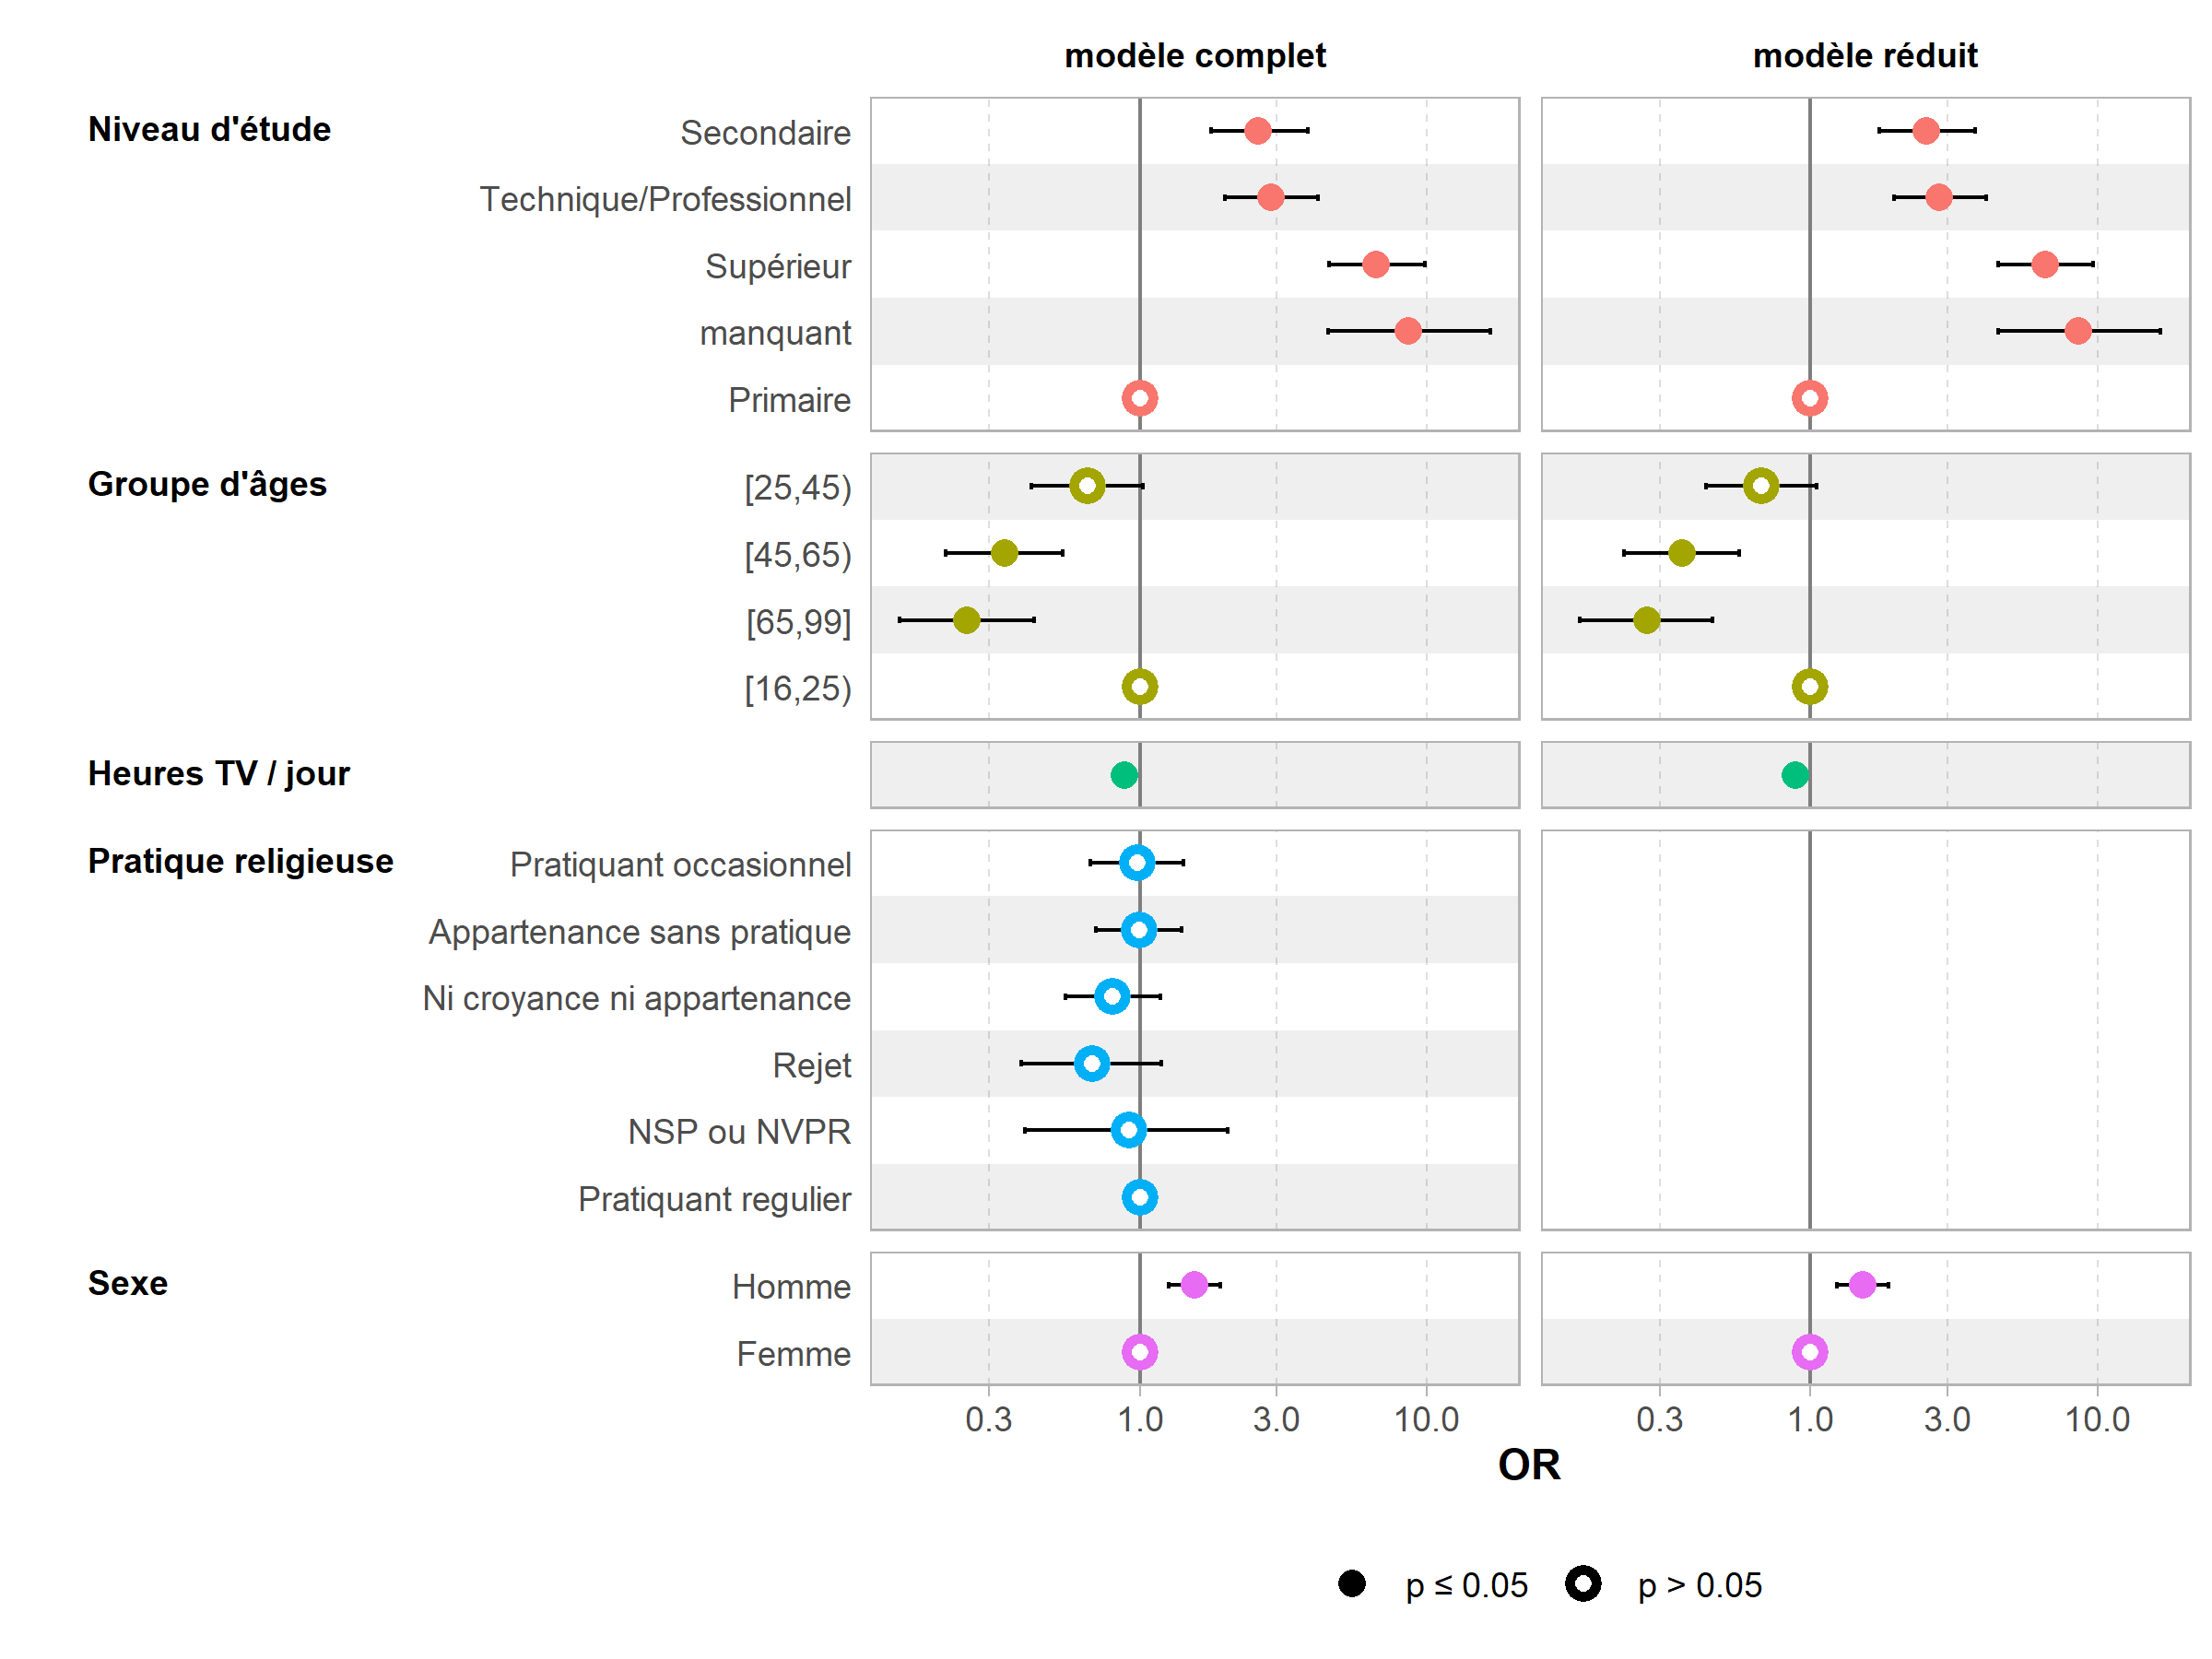 modèle complet modèle réduit
Niveau d'étude Secondaire
Technique/Professionnel
Supérieur
manquant
Primaire
Groupe d'âges [25,45)
[45,65)
[65,99]
[16,25)
Heures TV / jour
Pratique religieuse Pratiquant occasionnel
Appartenance sans pratique
Ni croyance ni appartenance
Rejet
NSP ou NVPR
Pratiquant regulier
Sexe Homme
Femme
0.3 1.0 3.0 10.0 0.3 1.0 3.0 10.0
OR
p ≤ 0.05 p > 0.05